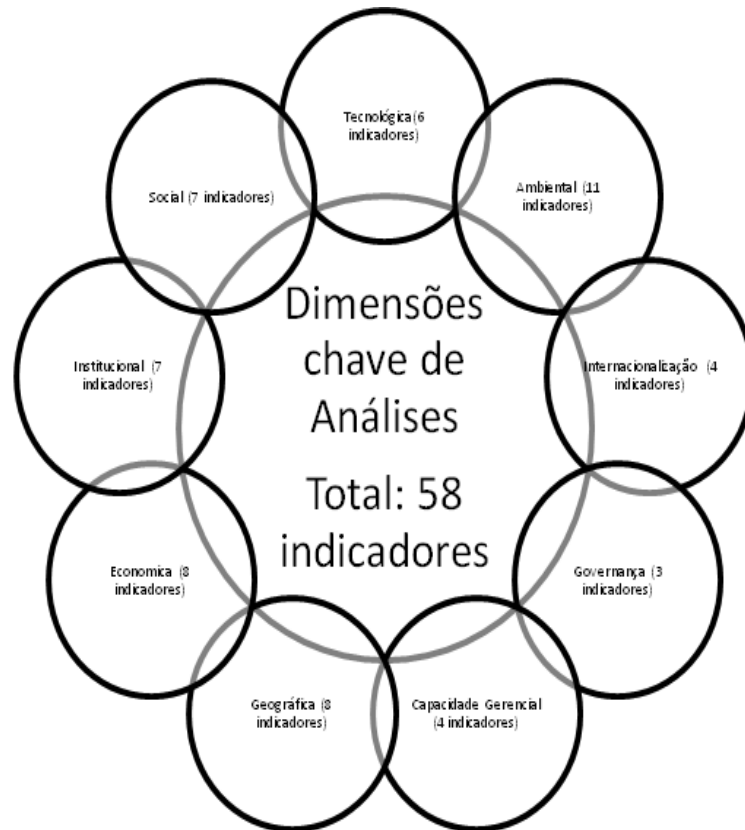 Tecnológica(6
indicadores)
Ambiental (11
indicadores)
Internacionalização (4
indicadores)
Governança (3
indicadores)
Capacidade Gerencial
(4 indicadores)
Geográfica (8
indicadores)
Economica (8
indicadores)
Institucional (7
indicadores)
Social (7 indicadores)
Dimensões
chave de
Análises
Total: 58
indicadores